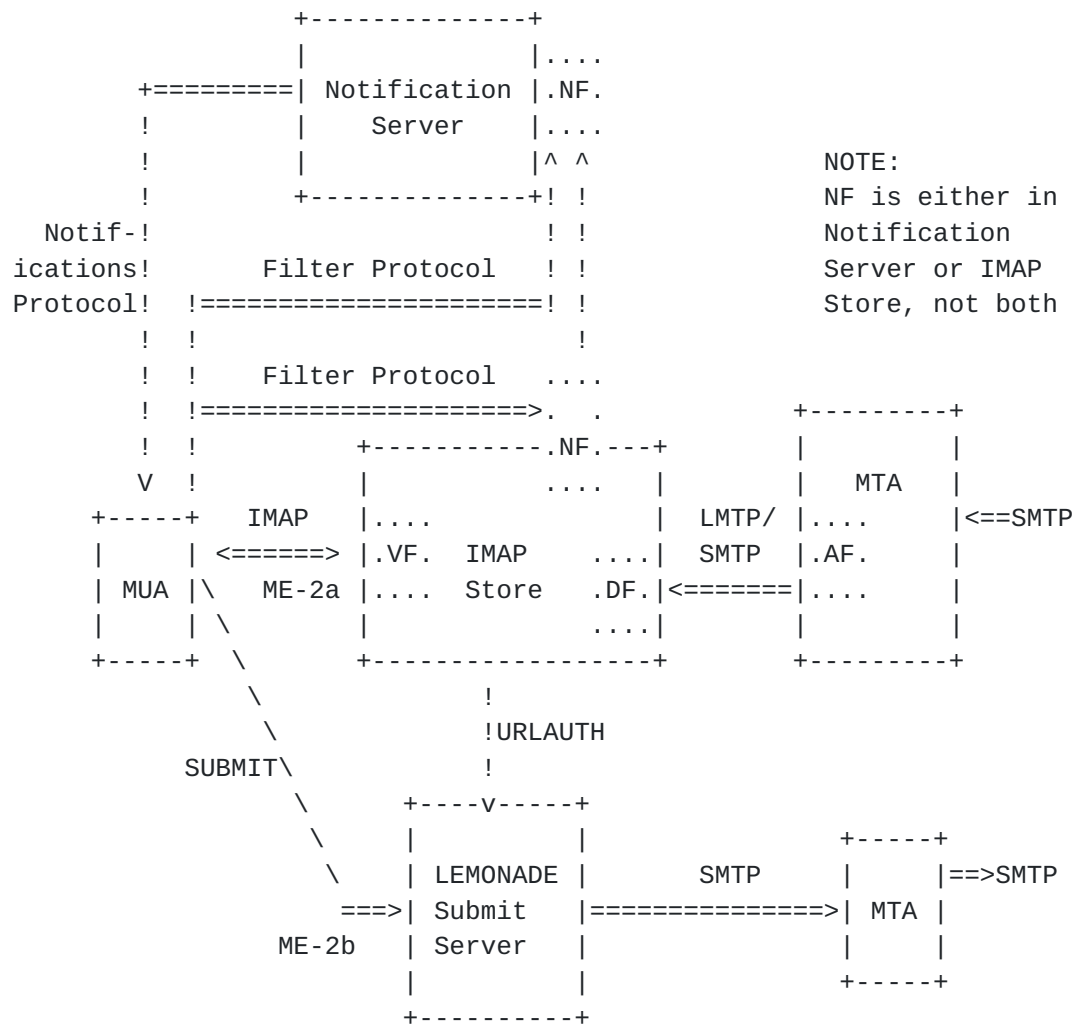 +--------------+
|              |....
+=========| Notification |.NF.
!         |    Server    |....
!         |              |^ ^               NOTE:
!         +--------------+! !               NF is either in
Notif-!                          ! !               Notification
ications!       Filter Protocol   ! !               Server or IMAP
Protocol!  !======================! !               Store, not both
!  !                        !
!  !    Filter Protocol   ....
!  !=====================>.  .            +---------+
!  !          +-----------.NF.---+        |         |
V  !          |           ....   |        |   MTA   |
+-----+   IMAP   |....              |  LMTP/ |....     |<==SMTP
|     | <======> |.VF.  IMAP    ....|  SMTP  |.AF.     |
| MUA |\   ME-2a |....  Store   .DF.|<=======|....     |
|     | \        |              ....|        |         |
+-----+  \       +------------------+        +---------+
\              !
\             !URLAUTH
SUBMIT\            !
\      +----v-----+
\     |          |                +-----+
\    | LEMONADE |       SMTP     |     |==>SMTP
===>| Submit   |===============>| MTA |
ME-2b   | Server   |                |     |
|          |                +-----+
+----------+